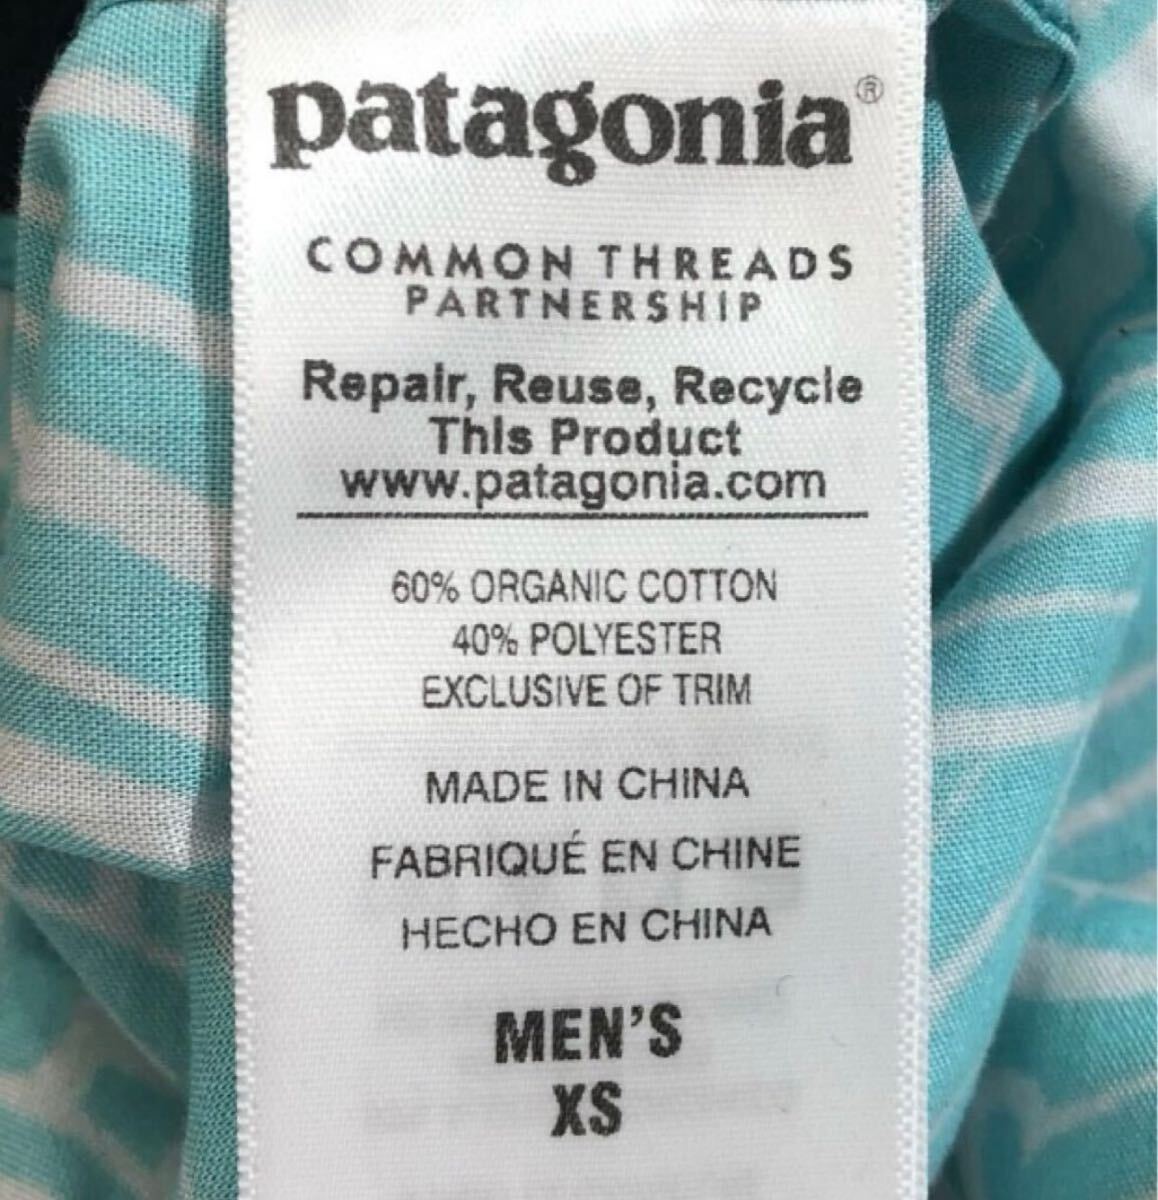 patagonia®
COMMON THREADS
PARTNERSHIP
Repair, Reuse, Recycle
This Product
www.patagonia.com
60% ORGANIC COTTON
40% POLYESTER
EXCLUSIVE OF TRIM
MADE IN CHINA
FABRIQUÉ EN CHINE
HECHO EN CHINA
MEN'S
XS